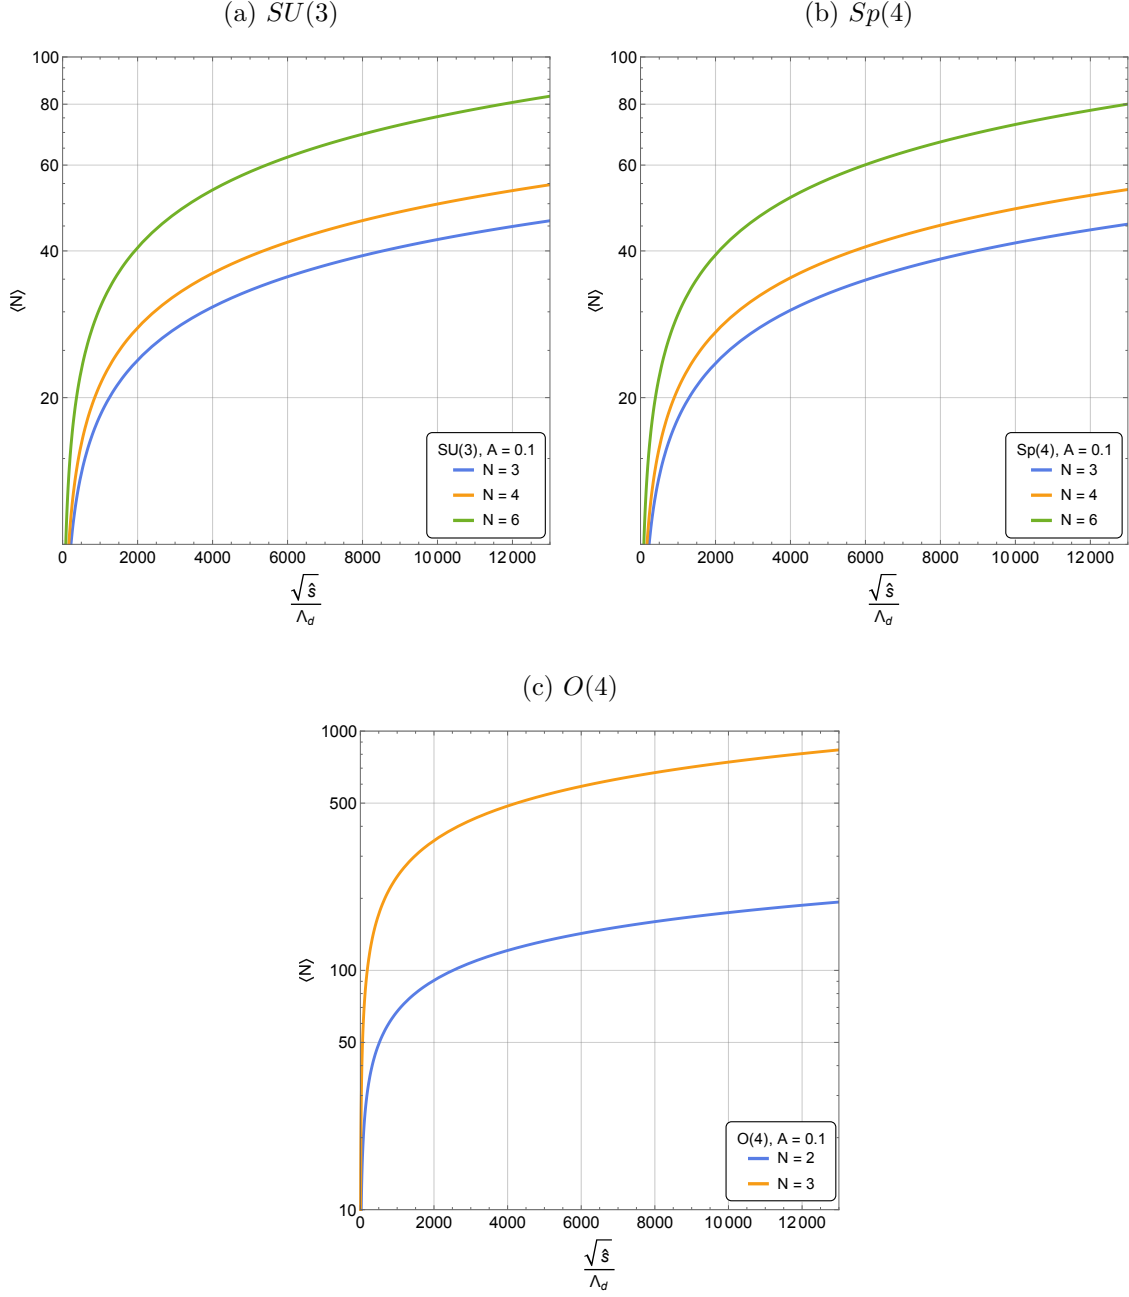 (a) SU(3)
100
80
60
40
20
⟨N⟩
SU(3), A = 0.1
N = 3
N = 4
N = 6
0 2000 4000 6000 8000 10000 12000
√ŝ
Λd
(b) Sp(4)
100
80
60
40
20
⟨N⟩
Sp(4), A = 0.1
N = 3
N = 4
N = 6
0 2000 4000 6000 8000 10000 12000
√ŝ
Λd
(c) O(4)
1000
500
100
50
10
⟨N⟩
O(4), A = 0.1
N = 2
N = 3
0 2000 4000 6000 8000 10000 12000
√ŝ
Λd